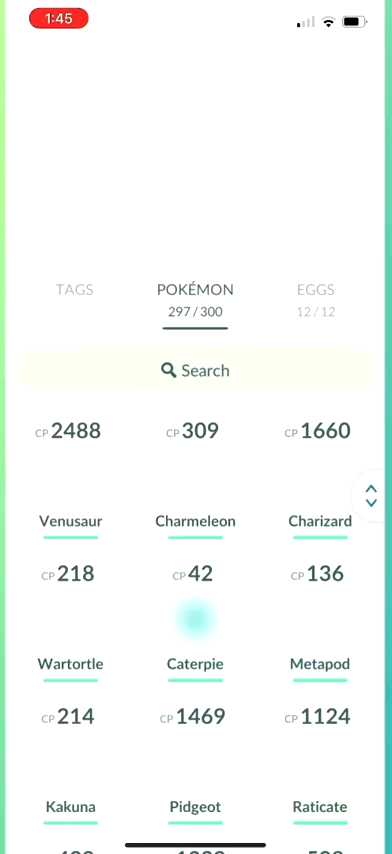 1:45
TAGS POKÉMON EGGS
297 / 300 12 / 12
Search
CP 2488 CP 309 CP 1660
Venusaur Charmeleon Charizard
CP 218 CP 42 CP 136
Wartortle Caterpie Metapod
CP 214 CP 1469 CP 1124
Kakuna Pidgeot Raticate